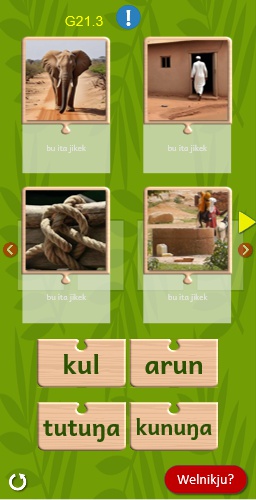 G21.3
!
bu ita jikek
bu ita jikek
bu ita jikek
bu ita jikek
kul
arun
tutuŋa
kunuŋa
Welnikju?